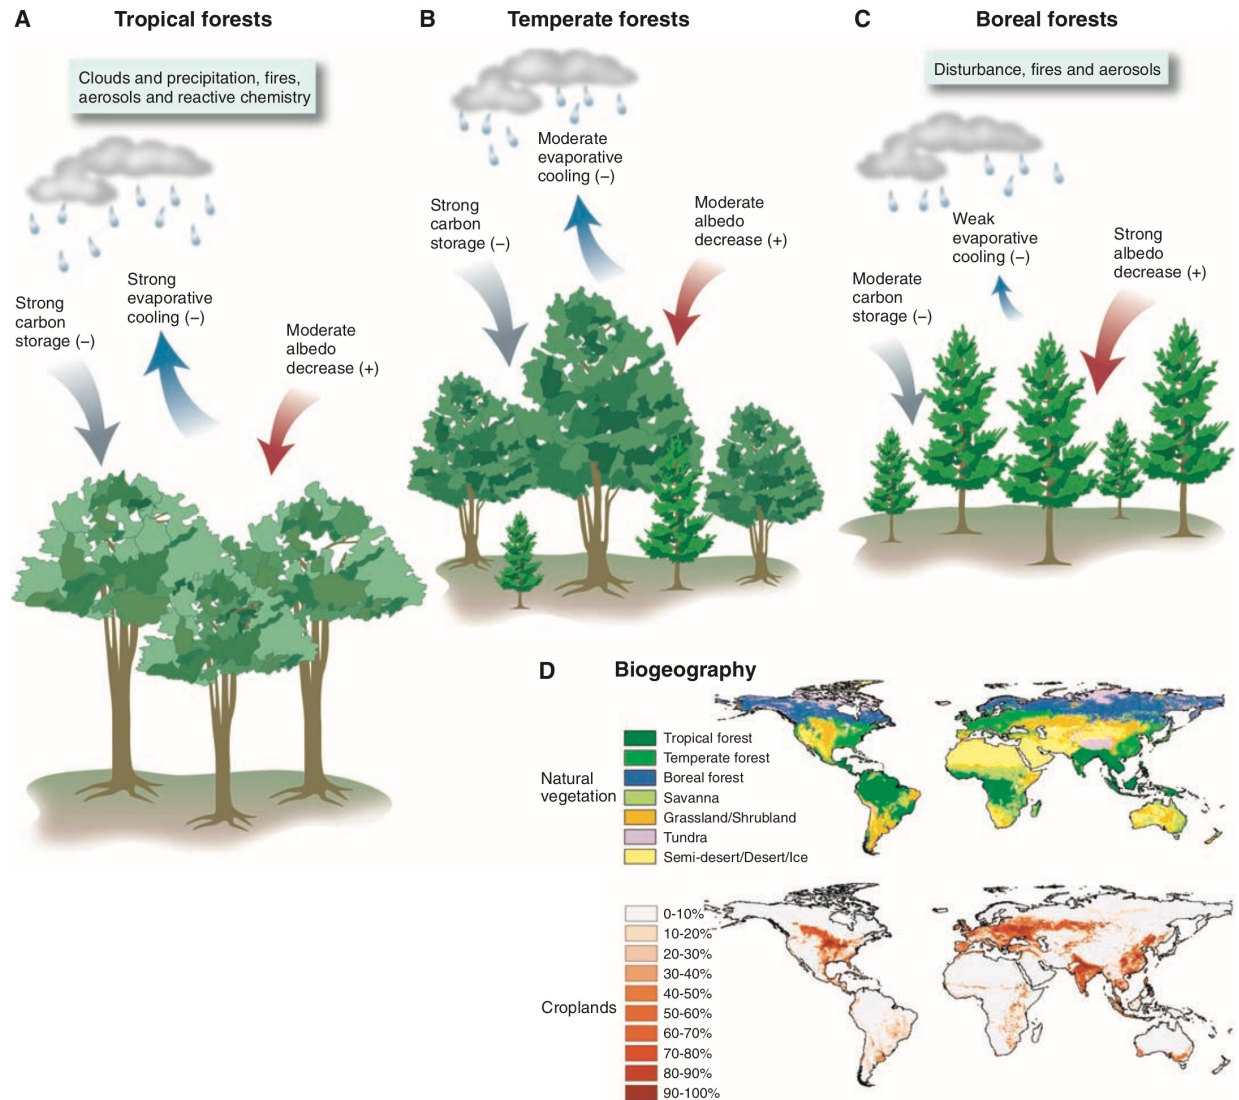 A Tropical forests
Clouds and precipitation, fires,
aerosols and reactive chemistry
Strong
carbon
storage (−)
Strong
evaporative
cooling (−)
Moderate
albedo
decrease (+)
B Temperate forests
Moderate
evaporative
cooling (−)
Strong
carbon
storage (−)
Moderate
albedo
decrease (+)
C Boreal forests
Disturbance, fires and aerosols
Weak
evaporative
cooling (−)
Strong
albedo
decrease (+)
Moderate
carbon
storage (−)
D Biogeography
Natural
vegetation
Tropical forest
Temperate forest
Boreal forest
Savanna
Grassland/Shrubland
Tundra
Semi-desert/Desert/Ice
Croplands
0-10%
10-20%
20-30%
30-40%
40-50%
50-60%
60-70%
70-80%
80-90%
90-100%